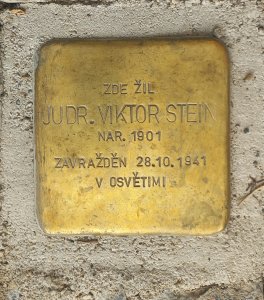 ZDE ŽIL
JUDR. VIKTOR STEIN
NAR. 1901
ZAVRAŽDĚN 28.10.1941
V OSVĚTIMI